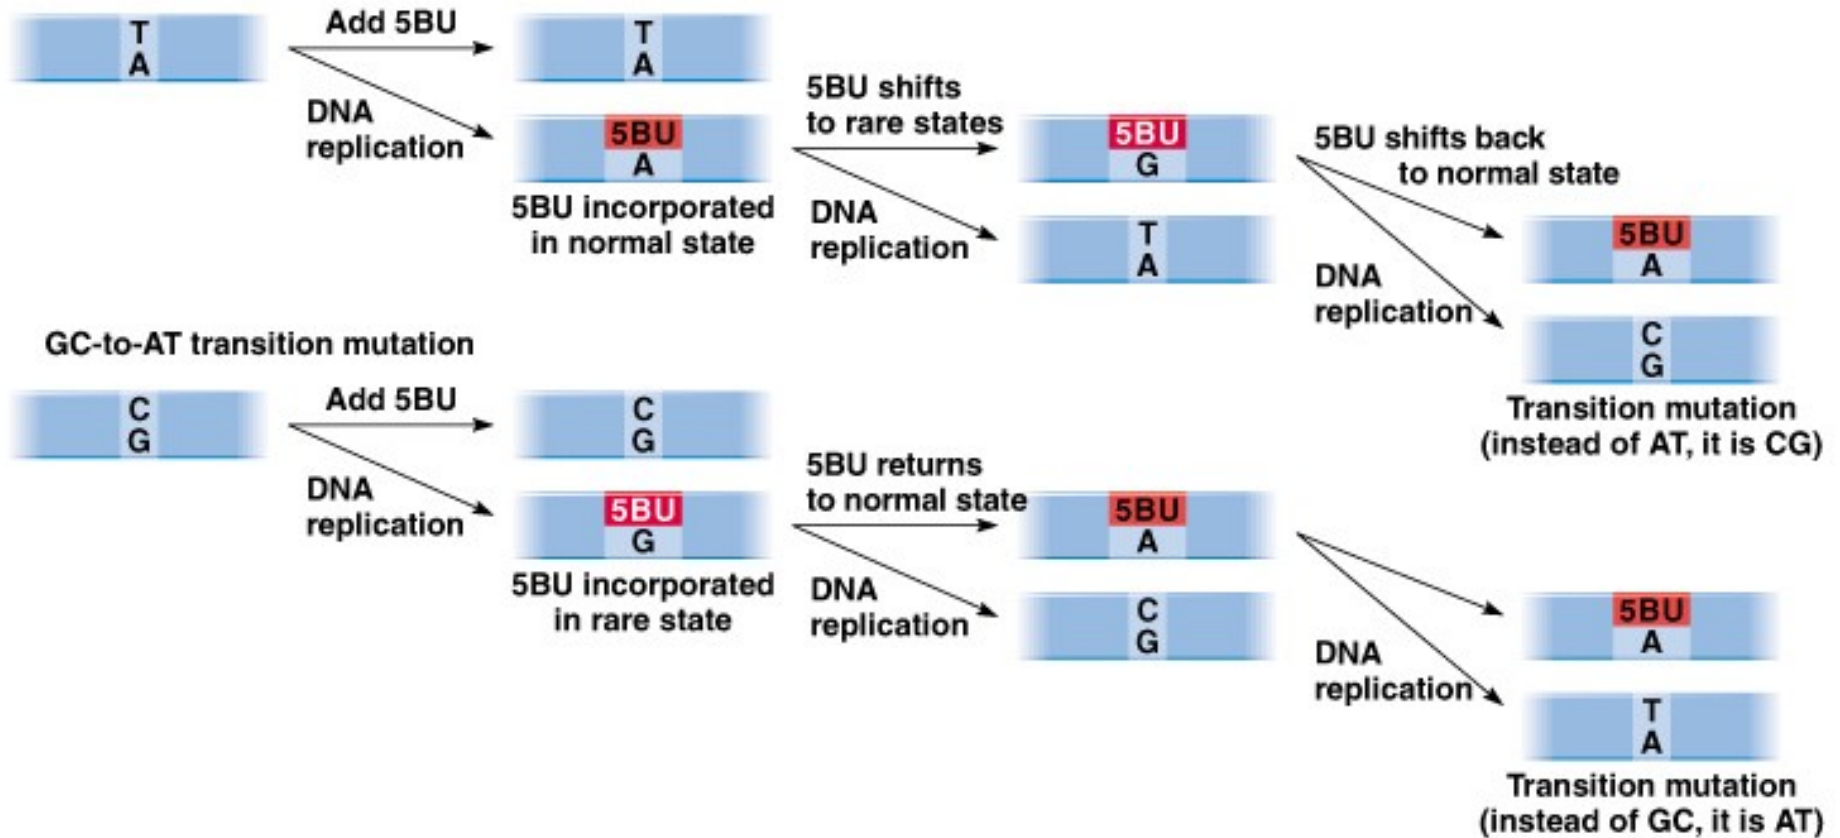 T
A
Add 5BU
DNA
replication
T
A
5BU
A
5BU incorporated
in normal state
5BU shifts
to rare states
DNA
replication
5BU
G
T
A
5BU shifts back
to normal state
DNA
replication
5BU
A
C
G
Transition mutation
(instead of AT, it is CG)
GC-to-AT transition mutation
C
G
Add 5BU
DNA
replication
C
G
5BU
G
5BU incorporated
in rare state
5BU returns
to normal state
DNA
replication
5BU
A
C
G
DNA
replication
5BU
A
T
A
Transition mutation
(instead of GC, it is AT)